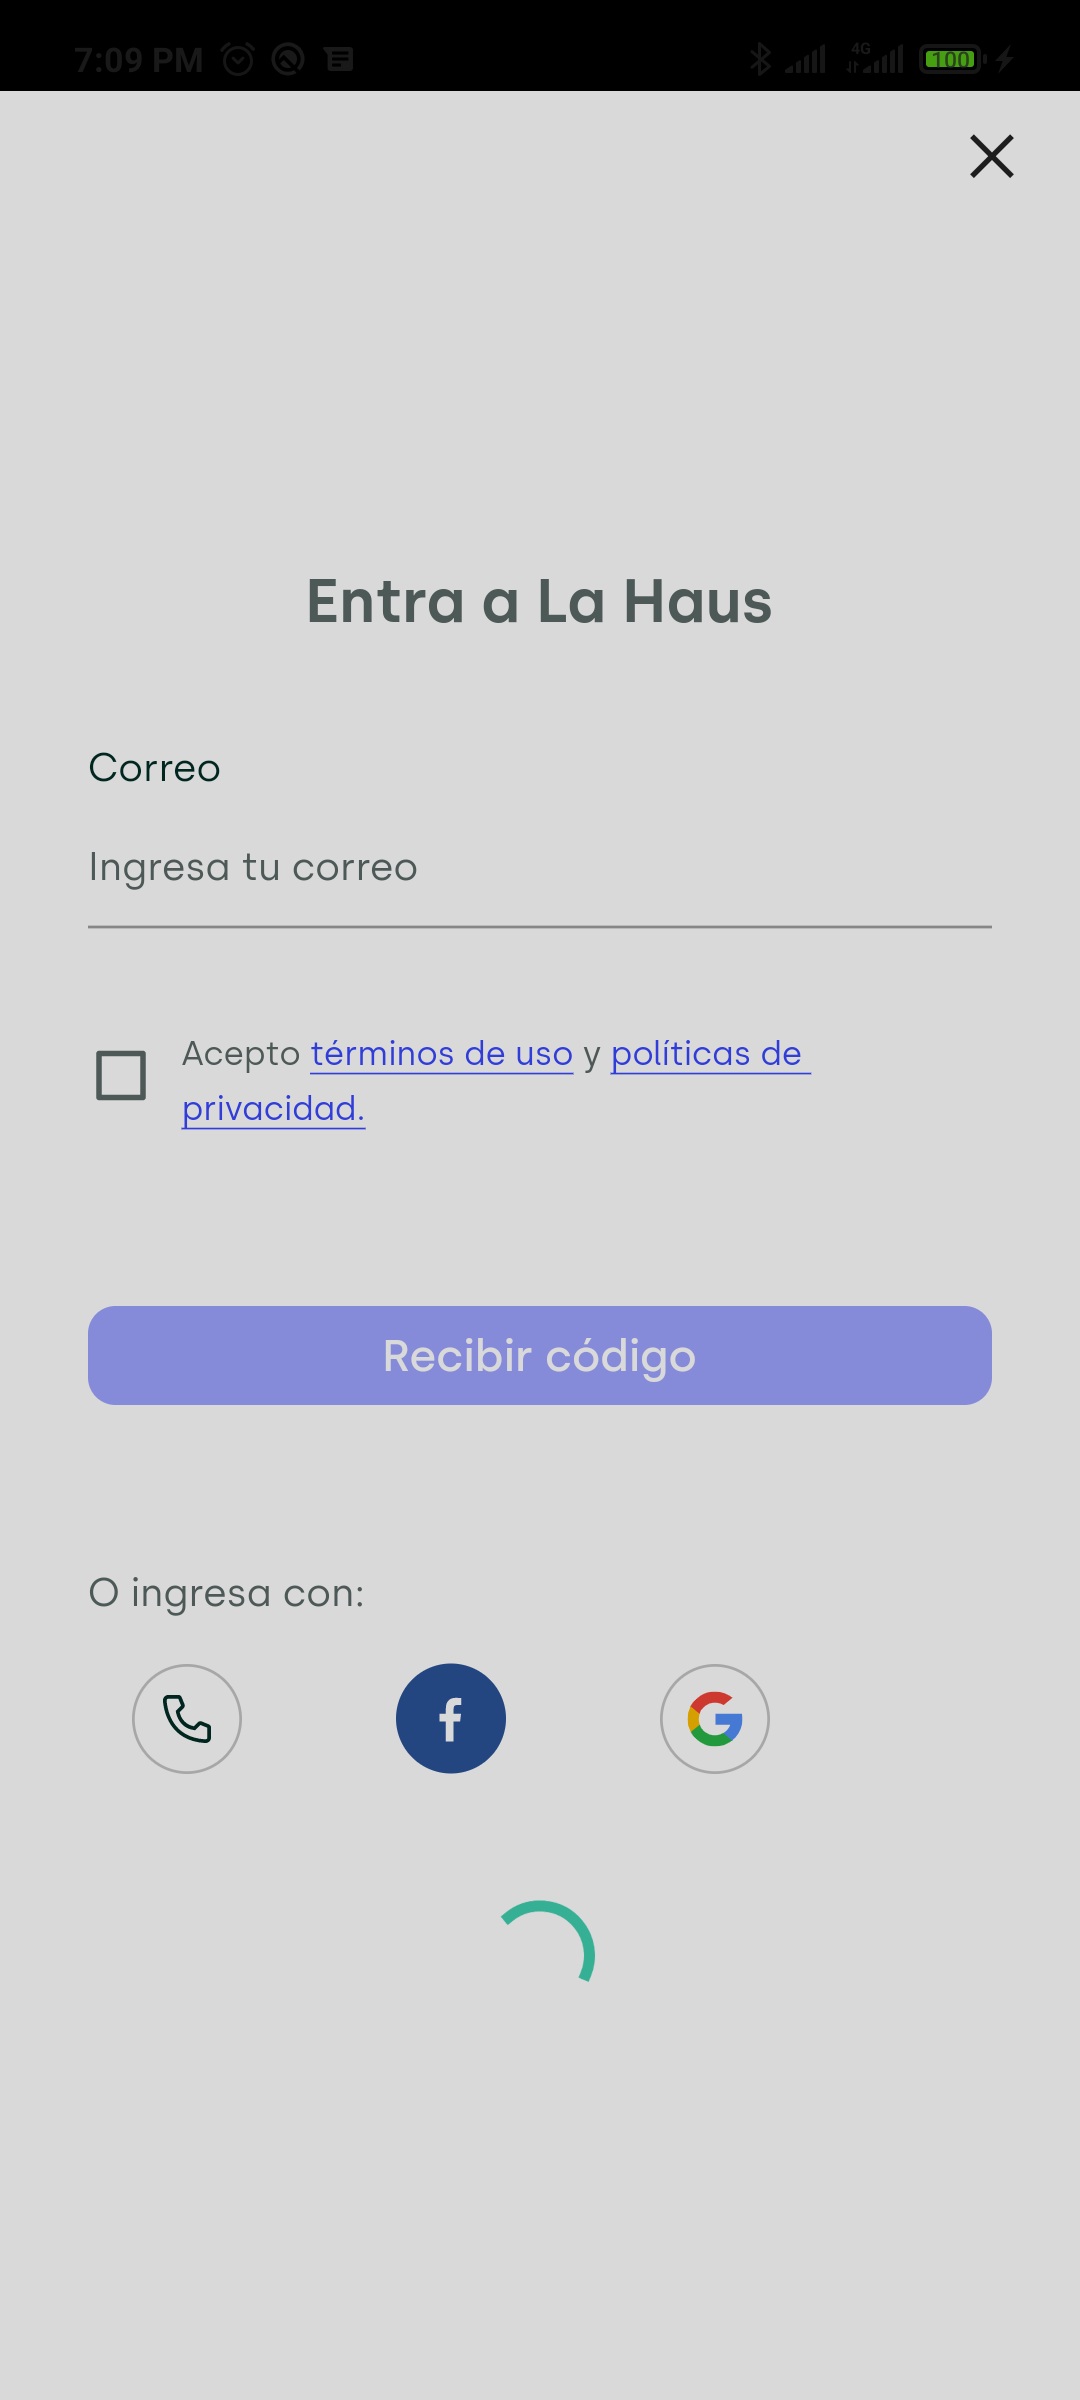 7:09 PM
4G
100
Entra a La Haus
Correo
Ingresa tu correo
Acepto términos de uso y políticas de
privacidad.
Recibir código
O ingresa con: